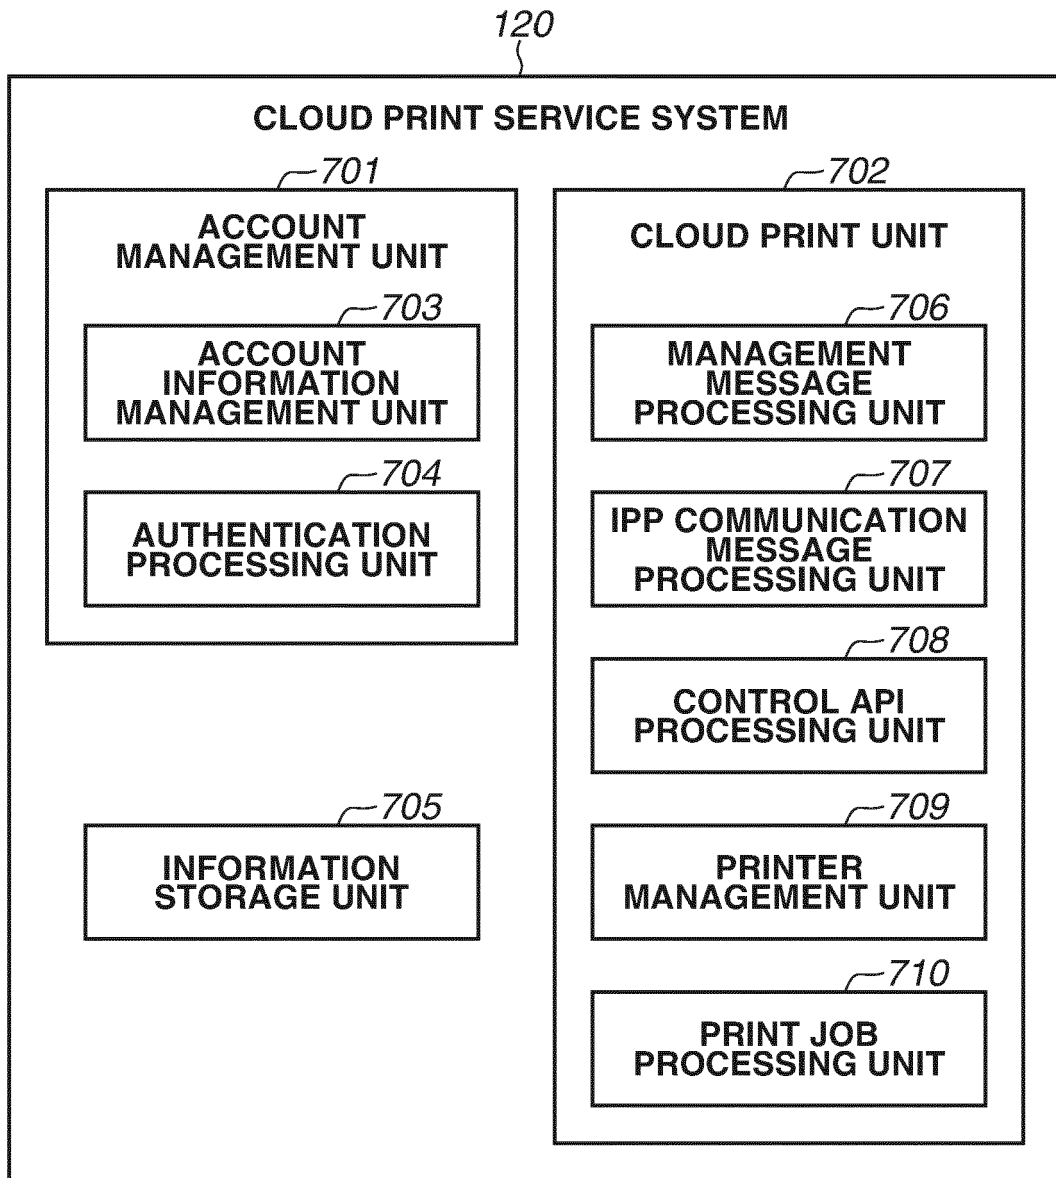 120
CLOUD PRINT SERVICE SYSTEM
701
ACCOUNT
MANAGEMENT UNIT
703
ACCOUNT
INFORMATION
MANAGEMENT UNIT
704
AUTHENTICATION
PROCESSING UNIT
705
INFORMATION
STORAGE UNIT
702
CLOUD PRINT UNIT
706
MANAGEMENT
MESSAGE
PROCESSING UNIT
707
IPP COMMUNICATION
MESSAGE
PROCESSING UNIT
708
CONTROL API
PROCESSING UNIT
709
PRINTER
MANAGEMENT UNIT
710
PRINT JOB
PROCESSING UNIT